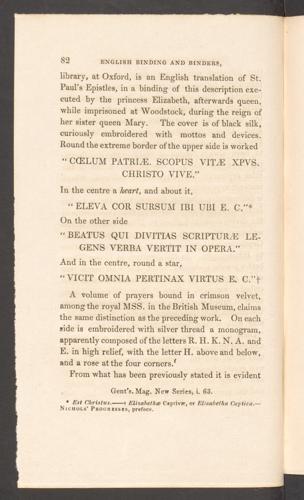 82 ENGLISH BINDING AND BINDERS,
library, at Oxford, is an English translation of St.
Paul's Epistles, in a binding of this description exe-
cuted by the princess Elizabeth, afterwards queen,
while imprisoned at Woodstock, during the reign of
her sister queen Mary. The cover is of black silk,
curiously embroidered with mottos and devices.
Round the extreme border of the upper side is worked
"CŒLUM PATRIÆ. SCOPUS VITÆ XPVS.
CHRISTO VIVE."
In the centre a heart, and about it,
"ELEVA COR SURSUM IBI UBI E. C."*
On the other side
"BEATUS QUI DIVITIAS SCRIPTURÆ LE-
GENS VERBA VERTIT IN OPERA."
And in the centre, round a star,
"VICIT OMNIA PERTINAX VIRTUS E. C."†
A volume of prayers bound in crimson velvet,
among the royal MSS. in the British Museum, claims
the same distinction as the preceding work. On each
side is embroidered with silver thread a monogram,
apparently composed of the letters R. H. K. N. A. and
E. in high relief, with the letter H. above and below,
and a rose at the four corners.f
From what has been previously stated it is evident
Gent's. Mag. New Series, i. 63.
* Est Christus.——† Elisabethæ Captivæ, or Elisabetha Captiva.—
NICHOLS' PROGRESSES, preface.